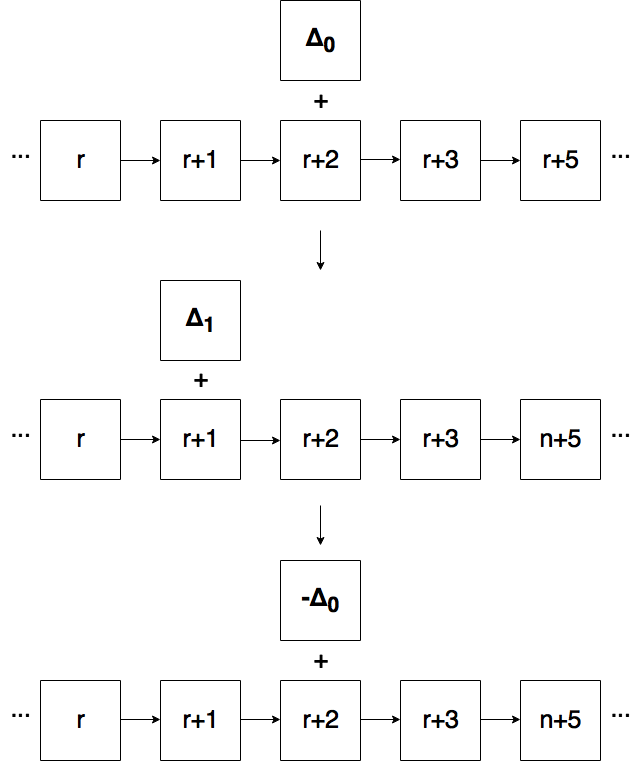 Δ₀
+
... r r+1 r+2 r+3 r+5 ...
Δ₁
+
... r r+1 r+2 r+3 n+5 ...
-Δ₀
+
... r r+1 r+2 r+3 n+5 ...